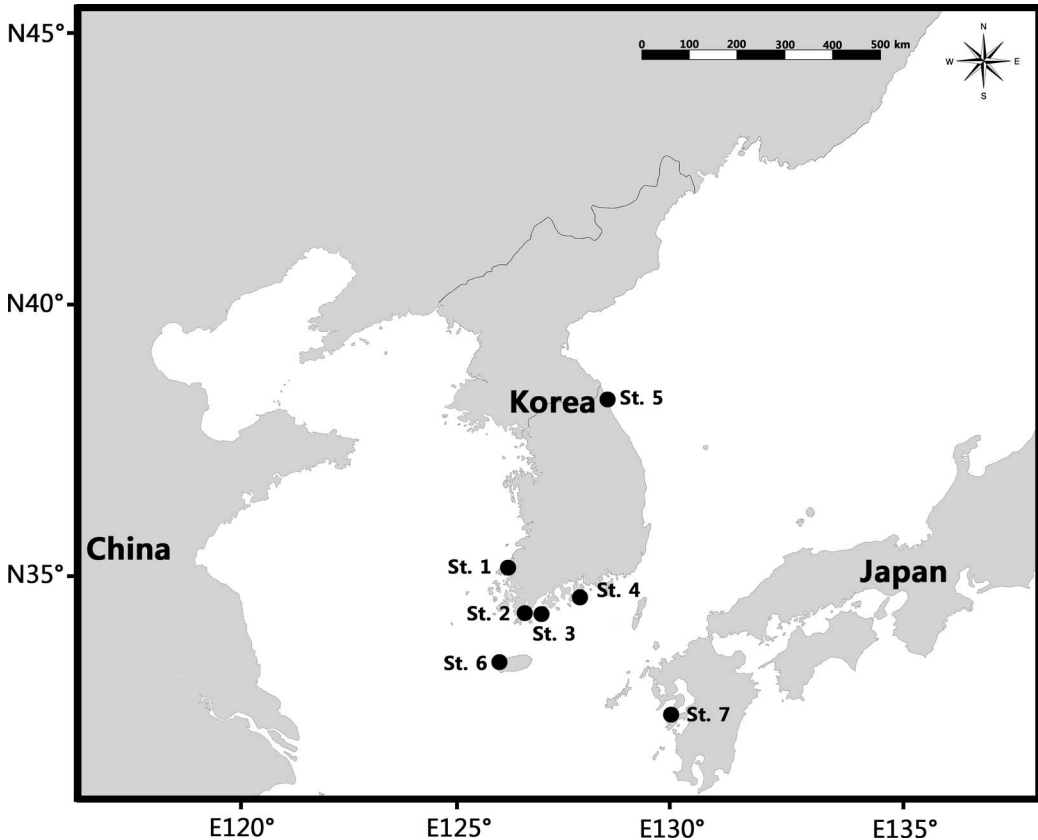 N45°
0 100 200 300 400 500 km
N
W E
S
N40°
Korea
St. 5
China
St. 1
N35°
Japan
St. 4
St. 2
St. 3
St. 6
St. 7
E120° E125° E130° E135°